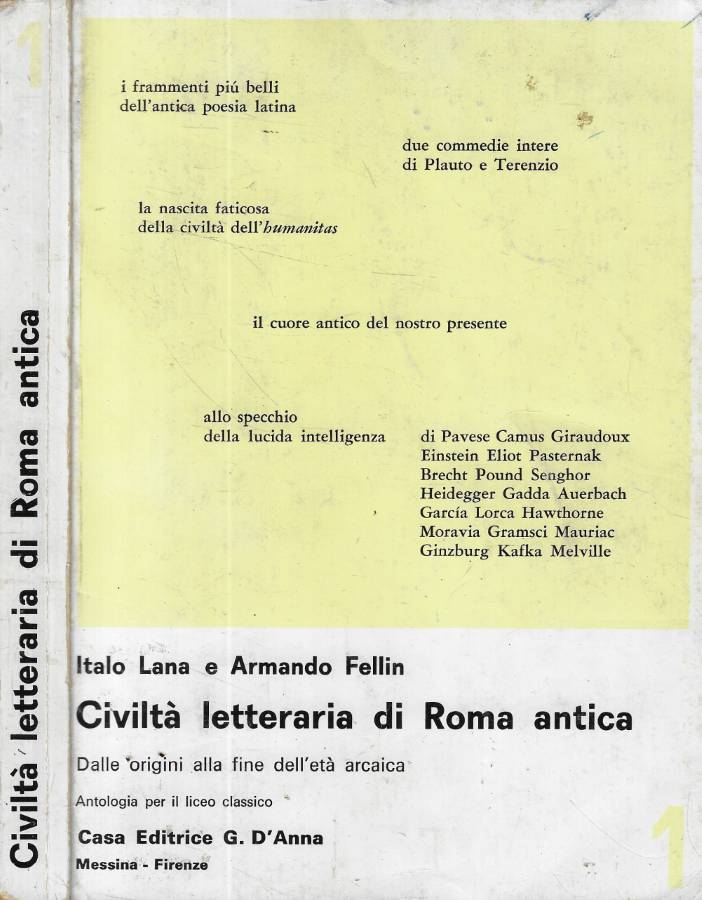 1
Civiltà letteraria di Roma antica
i frammenti piú belli
dell'antica poesia latina
due commedie intere
di Plauto e Terenzio
la nascita faticosa
della civiltà dell'humanitas
il cuore antico del nostro presente
allo specchio
della lucida intelligenza
di Pavese Camus Giraudoux
Einstein Eliot Pasternak
Brecht Pound Senghor
Heidegger Gadda Auerbach
García Lorca Hawthorne
Moravia Gramsci Mauriac
Ginzburg Kafka Melville
Italo Lana e Armando Fellin
Civiltà letteraria di Roma antica
Dalle origini alla fine dell'età arcaica
Antologia per il liceo classico
Casa Editrice G. D'Anna
Messina - Firenze
1